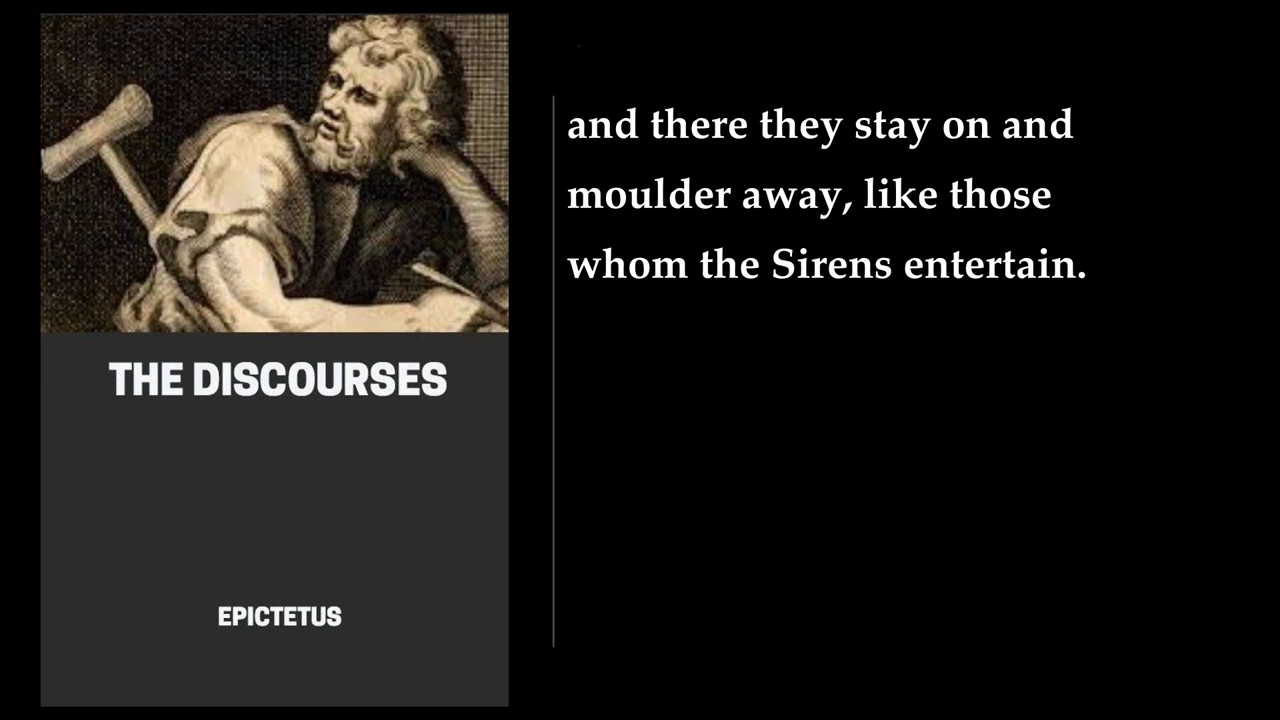 THE DISCOURSES
EPICTETUS
and there they stay on and
moulder away, like those
whom the Sirens entertain.